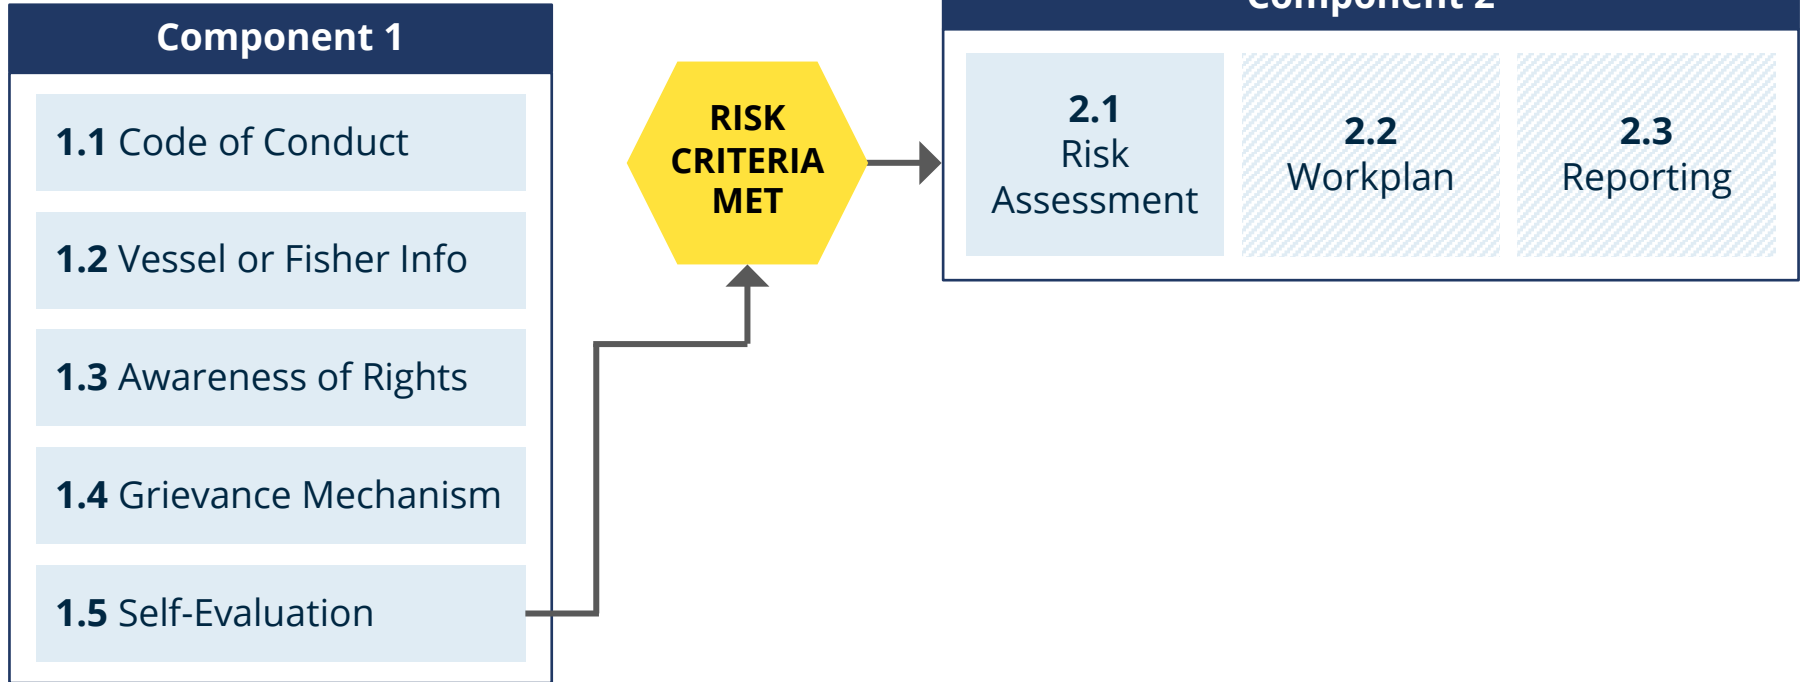 Component 1
1.1 Code of Conduct
1.2 Vessel or Fisher Info
1.3 Awareness of Rights
1.4 Grievance Mechanism
1.5 Self-Evaluation
RISK
CRITERIA
MET
Component 2
2.1
Risk
Assessment
2.2
Workplan
2.3
Reporting